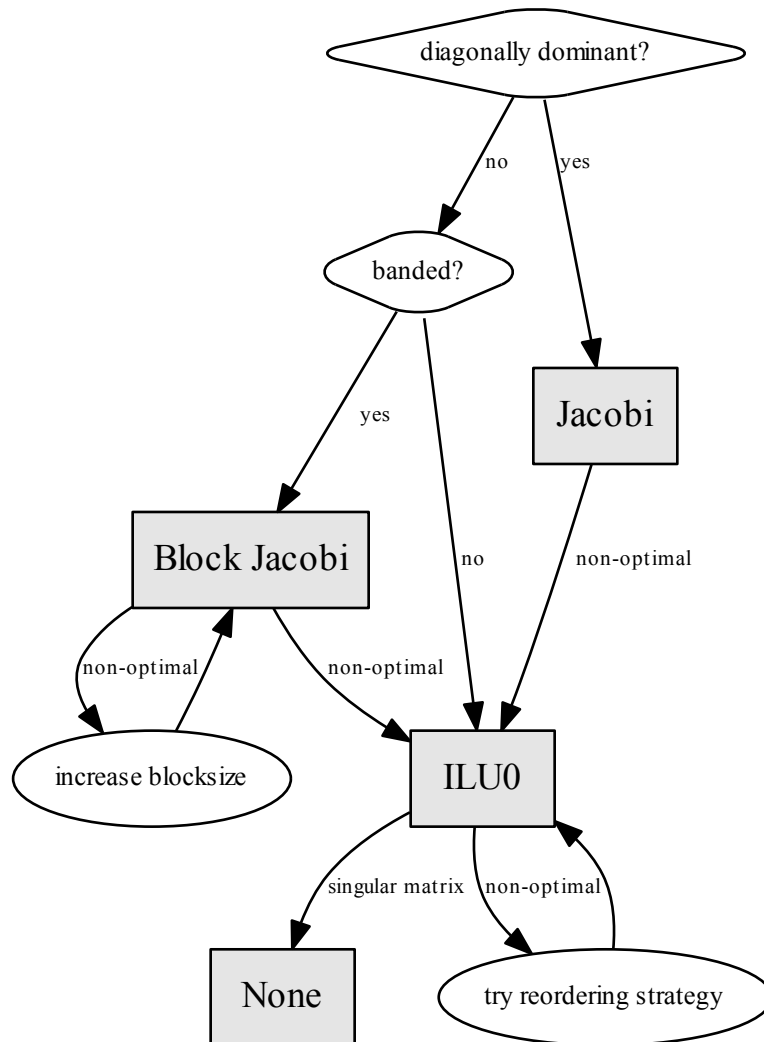 diagonally dominant?
no
yes
banded?
Jacobi
yes
Block Jacobi
no
non-optimal
non-optimal
non-optimal
increase blocksize
ILU0
singular matrix
non-optimal
None
try reordering strategy